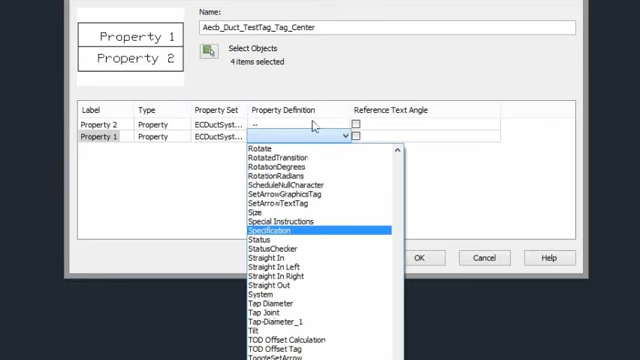 Name:
Property 1
Aecb_Duct_TestTag_Tag_Center
Property 2
Select Objects
4 items selected
Label Type Property Set Property Definition Reference Text Angle
Property 2 Property ECDuctSyst... --
Property 1 Property ECDuctSyst...
Rotate
RotatedTransition
RotationDegrees
RotationRadians
ScheduleNullCharacter
SetArrowGraphicsTag
SetArrowTextTag
Size
Special Instructions
Specification
Status
StatusChecker
Straight In
Straight In Left
Straight In Right
Straight Out
System
Tap Diameter
Tap Joint
Tap-Diameter_1
Tilt
TOD Offset Calculation
TOD Offset Tag
ToggleSetArrow
OK Cancel Help